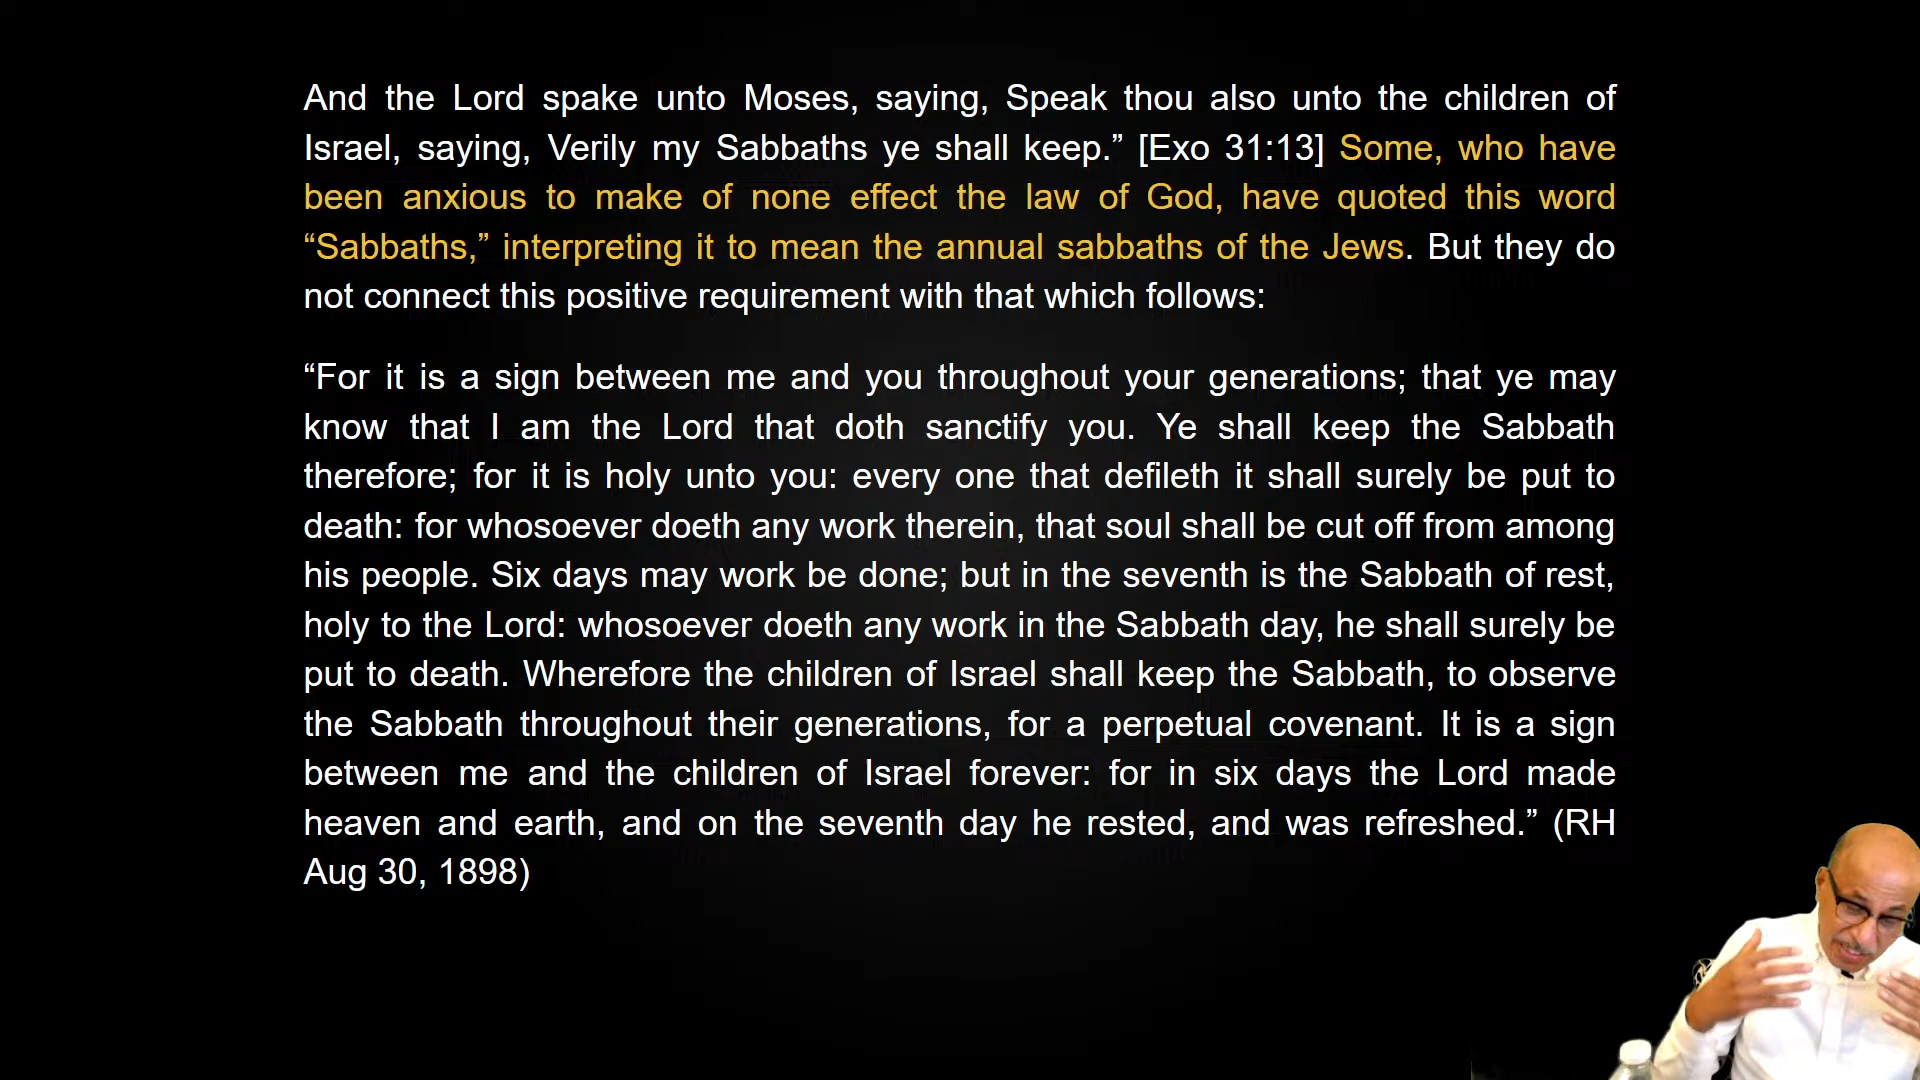 And the Lord spake unto Moses, saying, Speak thou also unto the children of
Israel, saying, Verily my Sabbaths ye shall keep.” [Exo 31:13] Some, who have
been anxious to make of none effect the law of God, have quoted this word
“Sabbaths,” interpreting it to mean the annual sabbaths of the Jews. But they do
not connect this positive requirement with that which follows:
“For it is a sign between me and you throughout your generations; that ye may
know that I am the Lord that doth sanctify you. Ye shall keep the Sabbath
therefore; for it is holy unto you: every one that defileth it shall surely be put to
death: for whosoever doeth any work therein, that soul shall be cut off from among
his people. Six days may work be done; but in the seventh is the Sabbath of rest,
holy to the Lord: whosoever doeth any work in the Sabbath day, he shall surely be
put to death. Wherefore the children of Israel shall keep the Sabbath, to observe
the Sabbath throughout their generations, for a perpetual covenant. It is a sign
between me and the children of Israel forever: for in six days the Lord made
heaven and earth, and on the seventh day he rested, and was refreshed.” (RH
Aug 30, 1898)